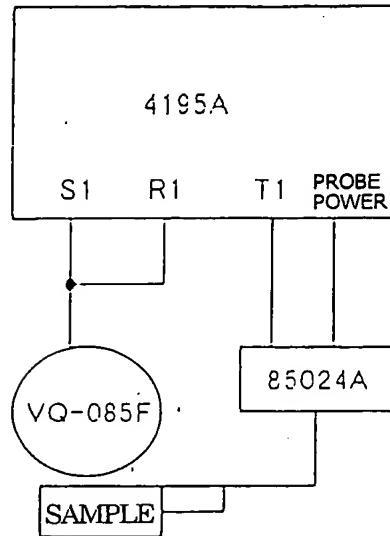 4195A
S1 R1 T1 PROBE POWER
VQ-085F
85024A
SAMPLE